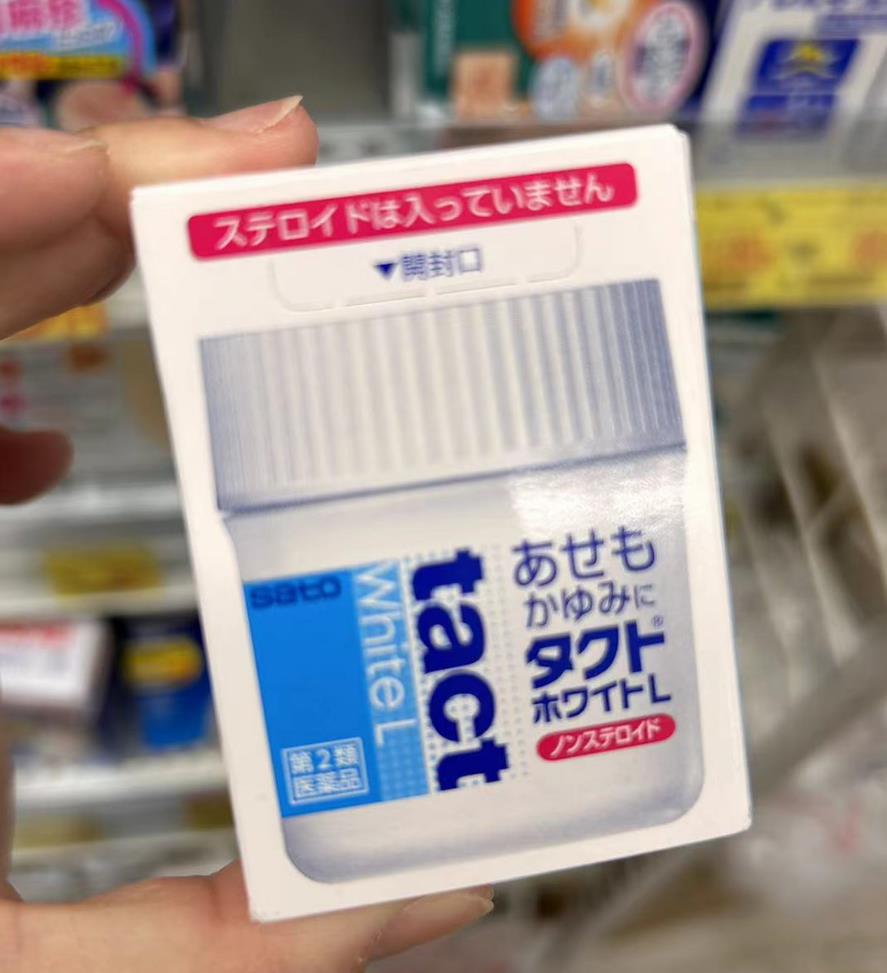 ステロイドは入っていません
▼開封口
あせも
かゆみに
タクト®
ホワイトL
ノンステロイド
tact
White L
sato
第2類
医薬品